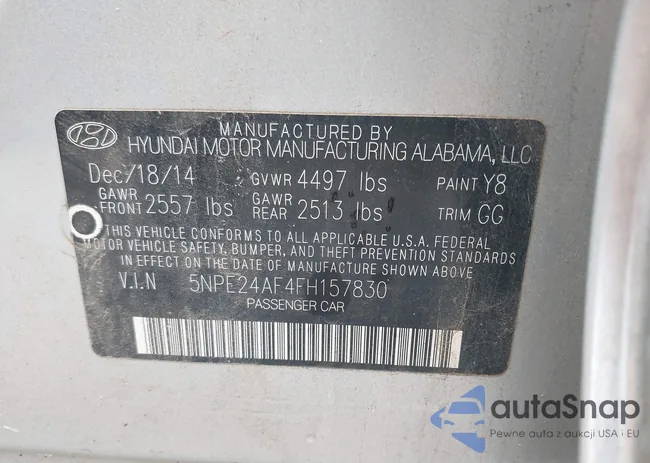 MANUFACTURED BY
HYUNDAI MOTOR MANUFACTURING ALABAMA, LLC
Dec/18/14 GVWR 4497 lbs PAINT Y8
GAWR FRONT 2557 lbs GAWR REAR 2513 lbs TRIM GG
THIS VEHICLE CONFORMS TO ALL APPLICABLE U.S.A. FEDERAL
MOTOR VEHICLE SAFETY, BUMPER, AND THEFT PREVENTION STANDARDS
IN EFFECT ON THE DATE OF MANUFACTURE SHOWN ABOVE
V.I.N 5NPE24AF4FH157830
PASSENGER CAR
autaSnap
Pewne auta z aukcji USA i EU